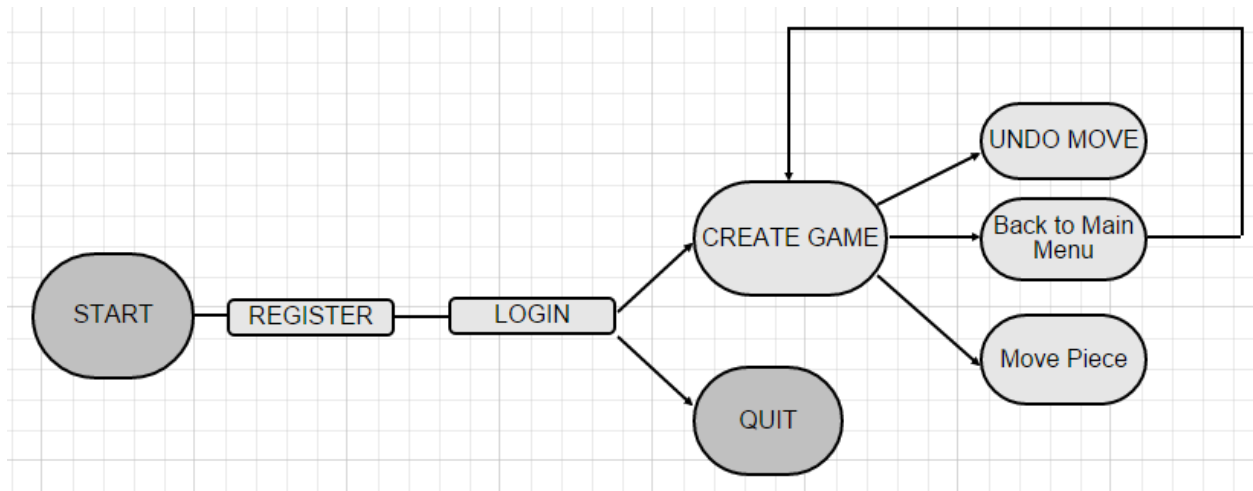 START
REGISTER
LOGIN
CREATE GAME
QUIT
UNDO MOVE
Back to Main
Menu
Move Piece